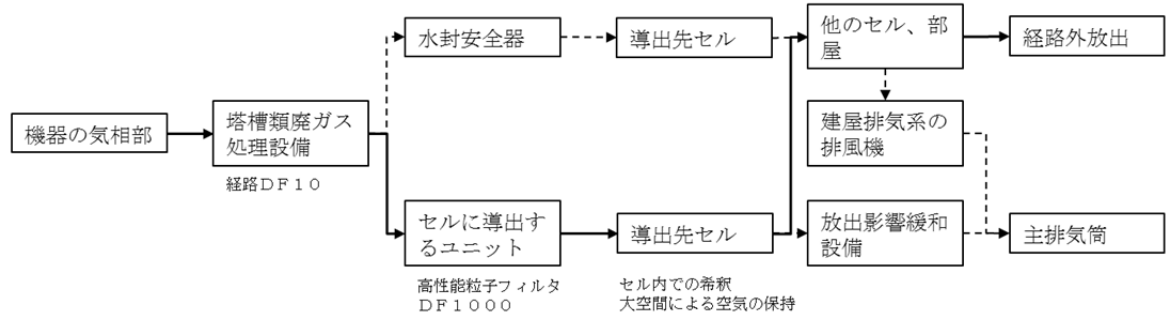 機器の気相部
塔槽類廃ガス
処理設備
経路ＤＦ１０
水封安全器
導出先セル
他のセル、部
屋
経路外放出
建屋排気系の
排風機
セルに導出す
るユニット
高性能粒子フィルタ
ＤＦ１０００
導出先セル
セル内での希釈
大空間による空気の保持
放出影響緩和
設備
主排気筒